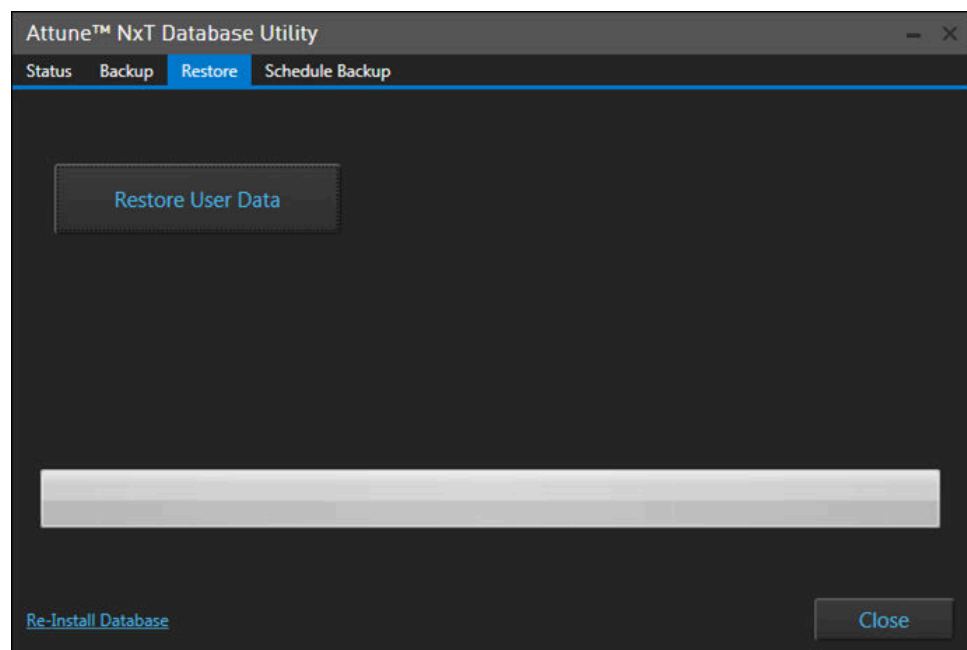 Attune™ NxT Database Utility
Status Backup Restore Schedule Backup
Restore User Data
Re-Install Database
Close